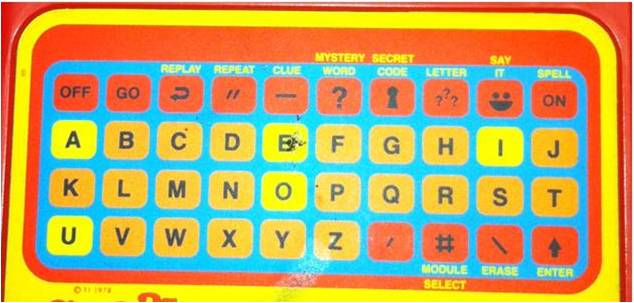 MYSTERY SECRET SAY
REPLAY REPEAT CLUE WORD CODE LETTER IT SPELL
OFF GO " — ? ??? ON
A B C D E F G H I J
K L M N O P Q R S T
U V W X Y Z ' # \
MODULE ERASE ENTER
SELECT
© TI 1978